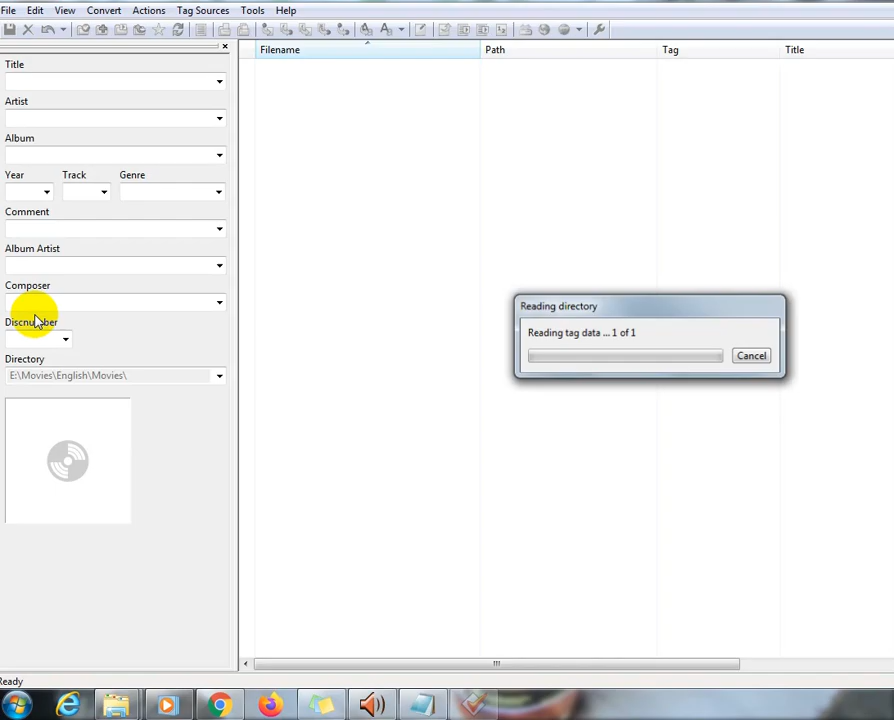 File Edit View Convert Actions Tag Sources Tools Help
Filename Path Tag Title
Title
Artist
Album
Year Track Genre
Comment
Album Artist
Composer
Discnumber
Directory
E:\Movies\English\Movies\
Reading directory
Reading tag data ... 1 of 1
Cancel
Ready